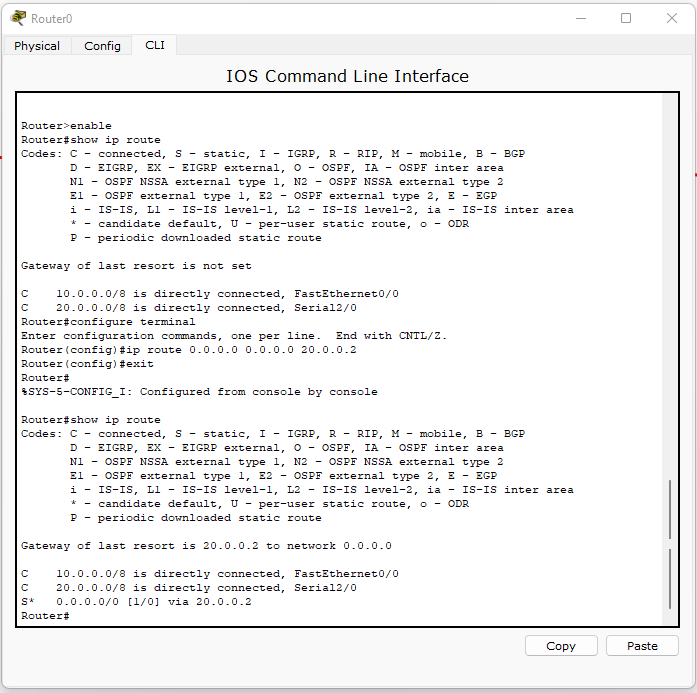 Router0
Physical Config CLI
IOS Command Line Interface
Router>enable
Router#show ip route
Codes: C - connected, S - static, I - IGRP, R - RIP, M - mobile, B - BGP
       D - EIGRP, EX - EIGRP external, O - OSPF, IA - OSPF inter area
       N1 - OSPF NSSA external type 1, N2 - OSPF NSSA external type 2
       E1 - OSPF external type 1, E2 - OSPF external type 2, E - EGP
       i - IS-IS, L1 - IS-IS level-1, L2 - IS-IS level-2, ia - IS-IS inter area
       * - candidate default, U - per-user static route, o - ODR
       P - periodic downloaded static route
Gateway of last resort is not set
C    10.0.0.0/8 is directly connected, FastEthernet0/0
C    20.0.0.0/8 is directly connected, Serial2/0
Router#configure terminal
Enter configuration commands, one per line.  End with CNTL/Z.
Router(config)#ip route 0.0.0.0 0.0.0.0 20.0.0.2
Router(config)#exit
Router#
%SYS-5-CONFIG_I: Configured from console by console
Router#show ip route
Codes: C - connected, S - static, I - IGRP, R - RIP, M - mobile, B - BGP
       D - EIGRP, EX - EIGRP external, O - OSPF, IA - OSPF inter area
       N1 - OSPF NSSA external type 1, N2 - OSPF NSSA external type 2
       E1 - OSPF external type 1, E2 - OSPF external type 2, E - EGP
       i - IS-IS, L1 - IS-IS level-1, L2 - IS-IS level-2, ia - IS-IS inter area
       * - candidate default, U - per-user static route, o - ODR
       P - periodic downloaded static route
Gateway of last resort is 20.0.0.2 to network 0.0.0.0
C    10.0.0.0/8 is directly connected, FastEthernet0/0
C    20.0.0.0/8 is directly connected, Serial2/0
S*   0.0.0.0/0 [1/0] via 20.0.0.2
Router#
Copy Paste